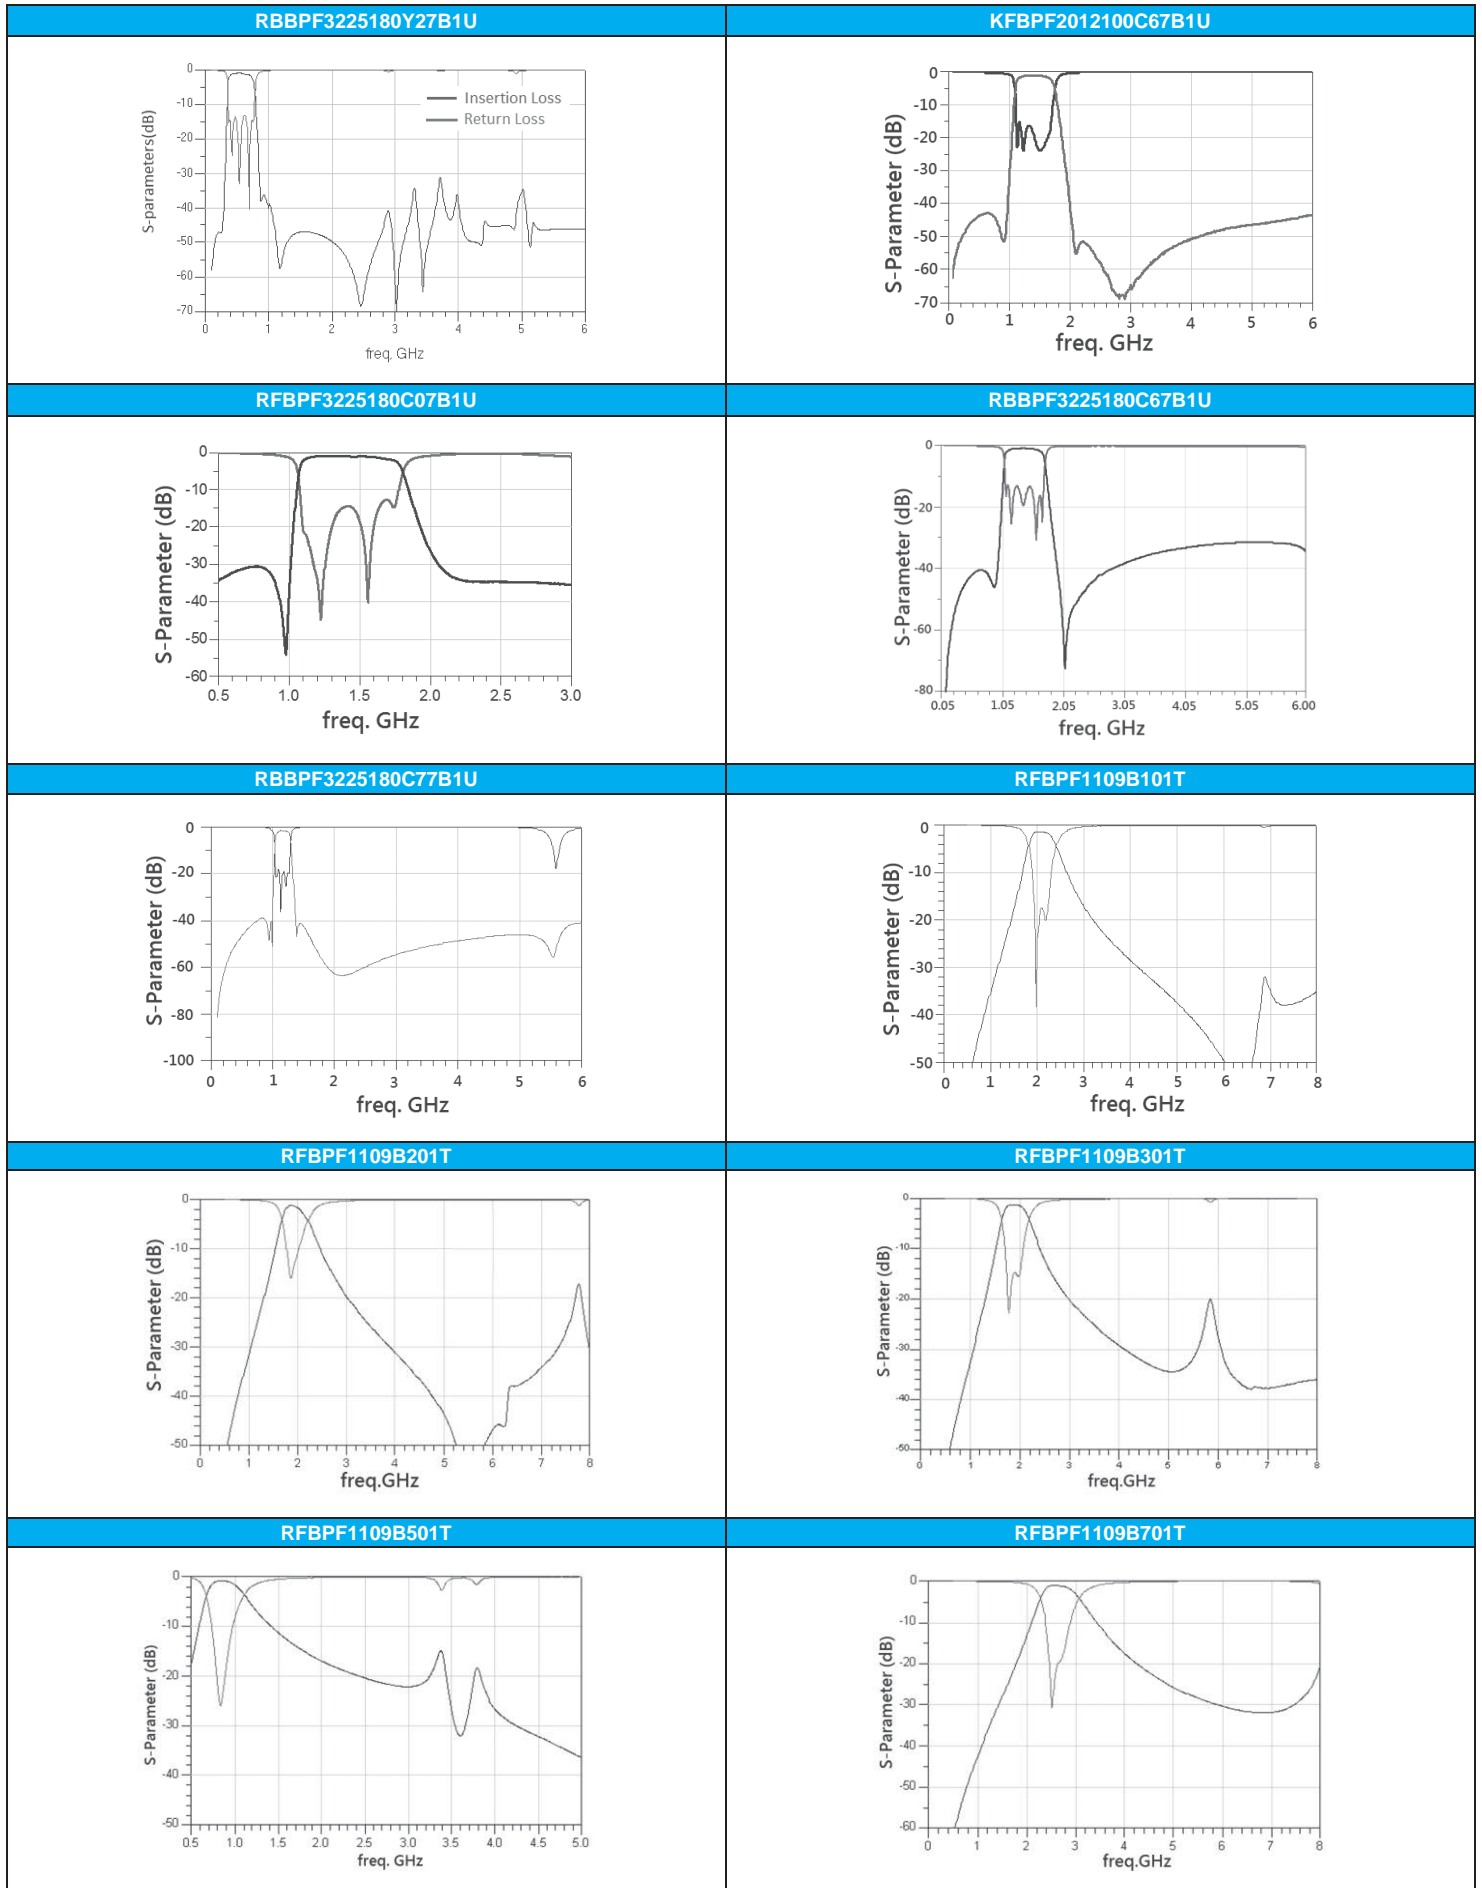 RBBPF3225180Y27B1U
KFBPF2012100C67B1U
S-parameters(dB)
0
-10
-20
-30
-40
-50
-60
-70
Insertion Loss
Return Loss
0 1 2 3 4 5 6
freq, GHz
S-Parameter (dB)
0
-10
-20
-30
-40
-50
-60
-70
0 1 2 3 4 5 6
freq. GHz
RFBPF3225180C07B1U
RBBPF3225180C67B1U
S-Parameter (dB)
0
-10
-20
-30
-40
-50
-60
0.5 1.0 1.5 2.0 2.5 3.0
freq. GHz
S-Parameter (dB)
0
-20
-40
-60
-80
0.05 1.05 2.05 3.05 4.05 5.05 6.00
freq. GHz
RBBPF3225180C77B1U
RFBPF1109B101T
S-Parameter (dB)
0
-20
-40
-60
-80
-100
0 1 2 3 4 5 6
freq. GHz
S-Parameter (dB)
0
-10
-20
-30
-40
-50
0 1 2 3 4 5 6 7 8
freq. GHz
RFBPF1109B201T
RFBPF1109B301T
S-Parameter (dB)
0
-10
-20
-30
-40
-50
0 1 2 3 4 5 6 7 8
freq.GHz
S-Parameter (dB)
0
-10
-20
-30
-40
-50
0 1 2 3 4 5 6 7 8
freq.GHz
RFBPF1109B501T
RFBPF1109B701T
S-Parameter (dB)
0
-10
-20
-30
-40
-50
0.5 1.0 1.5 2.0 2.5 3.0 3.5 4.0 4.5 5.0
freq. GHz
S-Parameter (dB)
0
-10
-20
-30
-40
-50
-60
0 1 2 3 4 5 6 7 8
freq.GHz